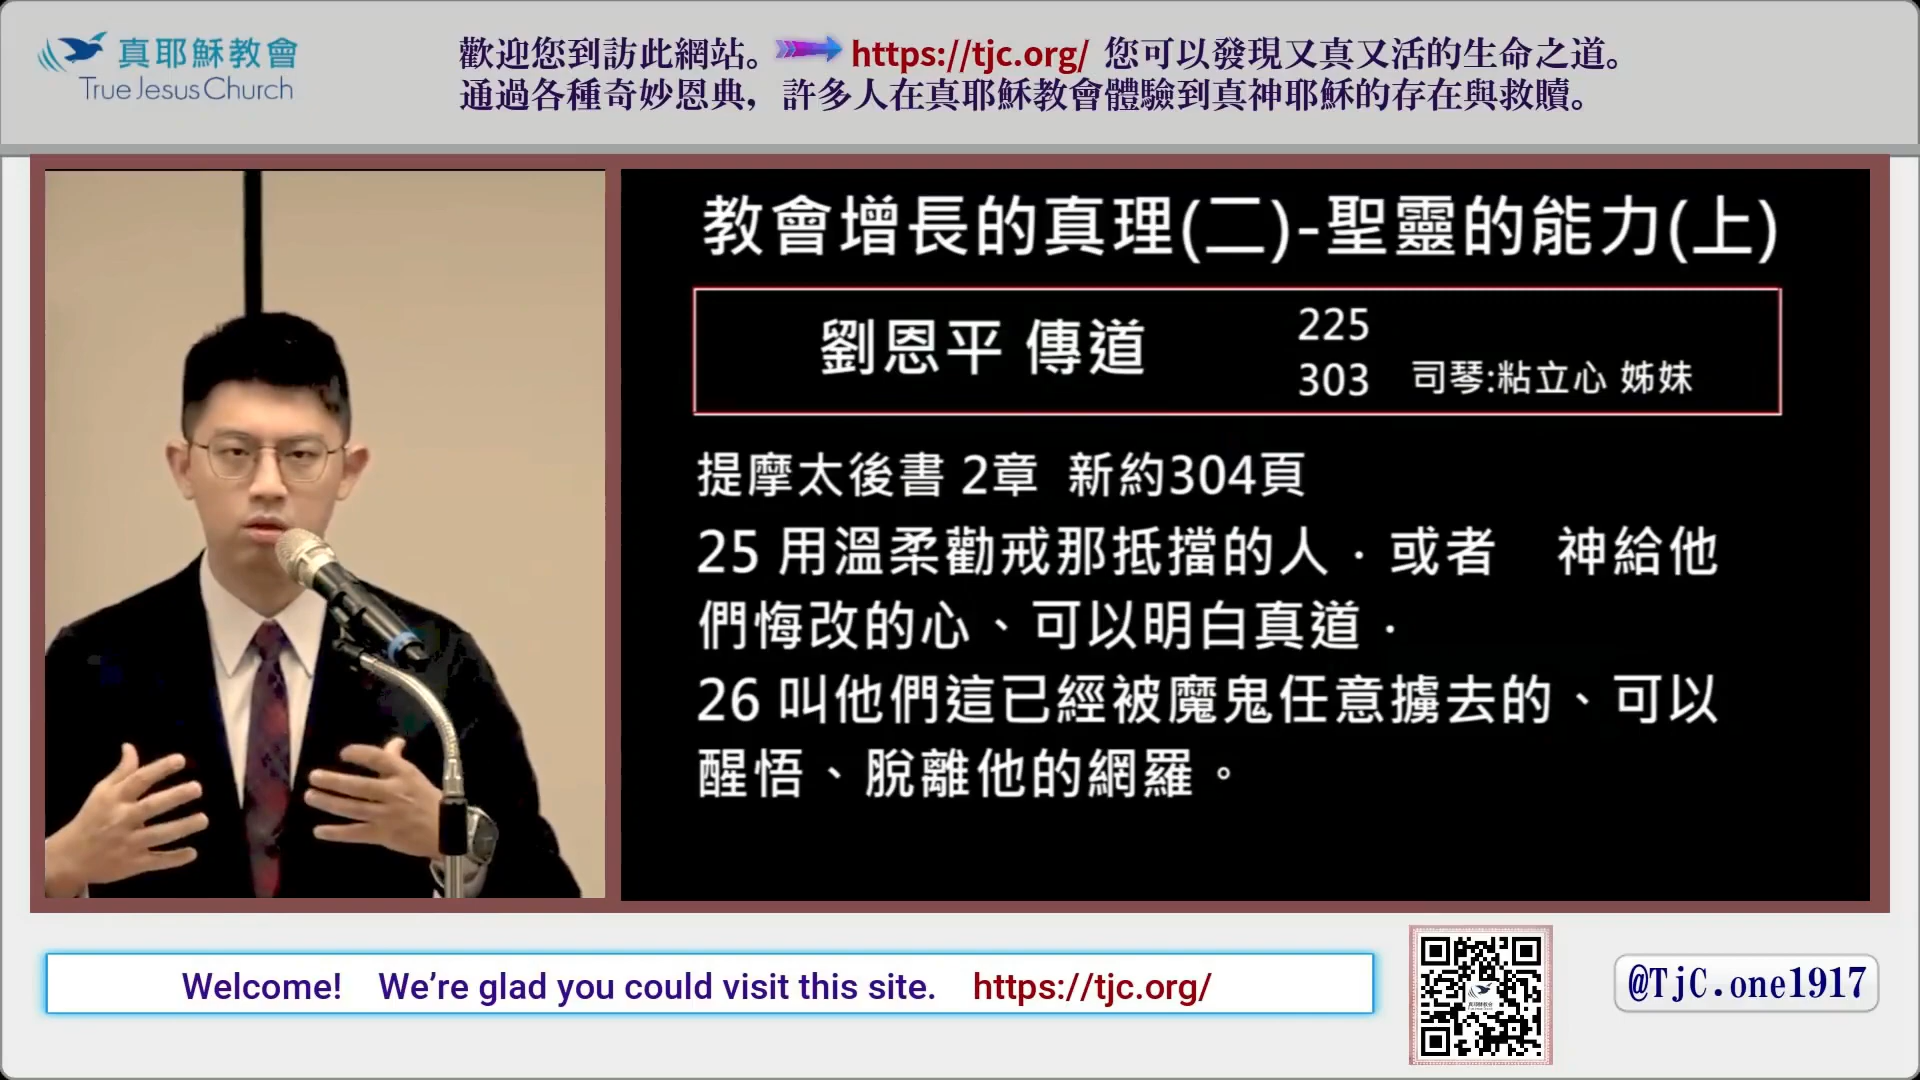 真耶穌教會
True Jesus Church
歡迎您到訪此網站。 https://tjc.org/ 您可以發現又真又活的生命之道。
通過各種奇妙恩典，許多人在真耶穌教會體驗到真神耶穌的存在與救贖。
教會增長的真理(二)-聖靈的能力(上)
劉恩平 傳道
225
303 司琴:粘立心 姊妹
提摩太後書 2章 新約304頁
25 用溫柔勸戒那抵擋的人．或者　神給他
們悔改的心、可以明白真道．
26 叫他們這已經被魔鬼任意擄去的、可以
醒悟、脫離他的網羅。
Welcome! We’re glad you could visit this site. https://tjc.org/
@TjC.one1917